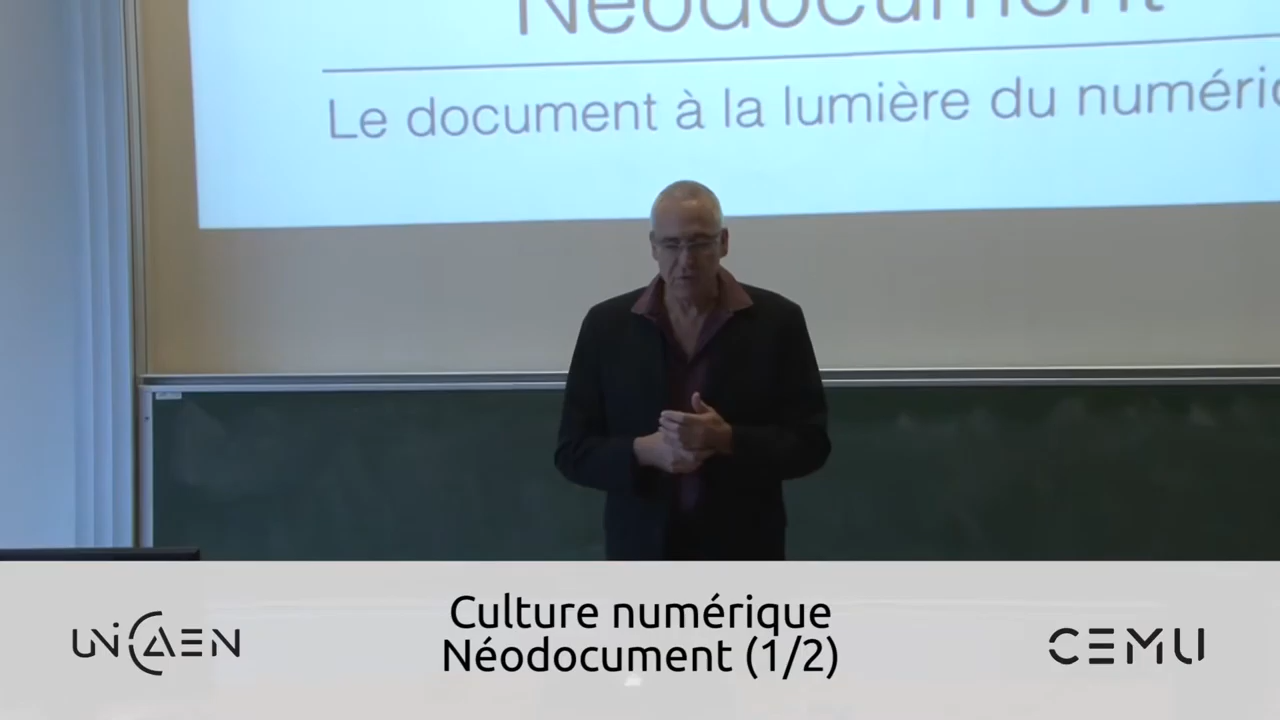 Néodocument
Le document à la lumière du numéri
Culture numérique
Néodocument (1/2)
UNICAEN
CEMU